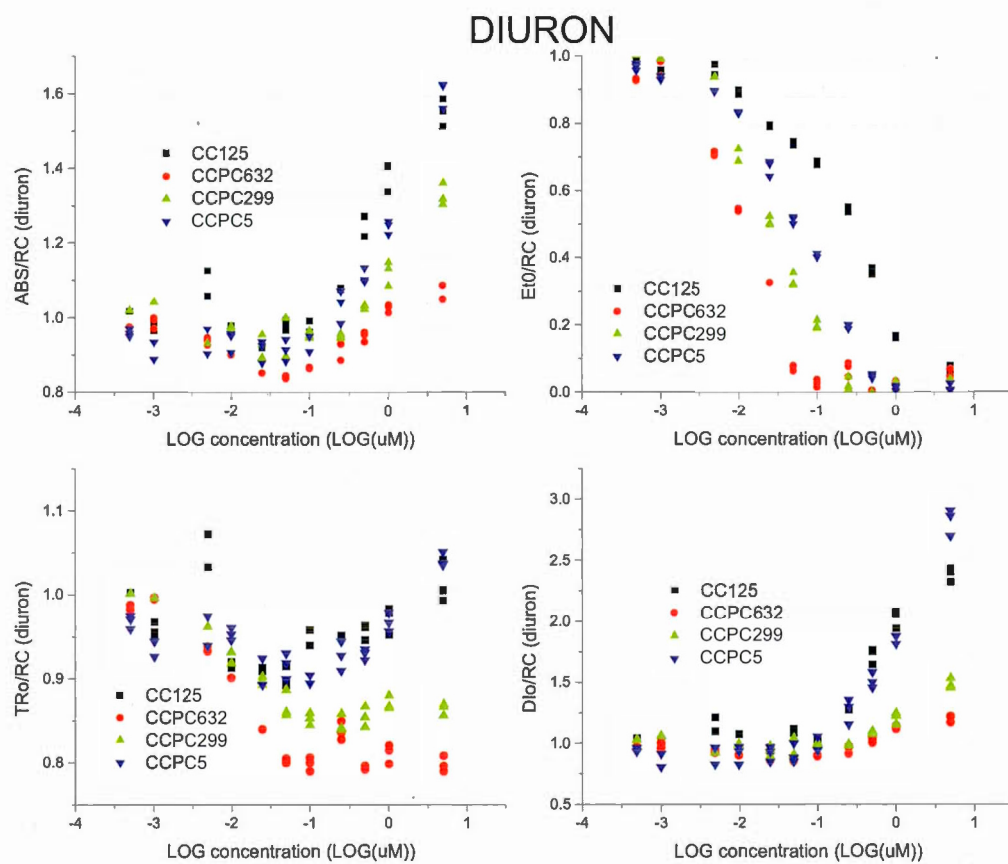 DIURON
ABS/RC (diuron)
1.6
1.4
1.2
1.0
0.8
CC125
CCPC632
CCPC299
CCPC5
-4
-3
-2
-1
0
1
LOG concentration (LOG(uM))
Et0/RC (diuron)
1.0
0.8
0.6
0.4
0.2
0.0
CC125
CCPC632
CCPC299
CCPC5
-4
-3
-2
-1
0
1
LOG concentration (LOG(uM))
TRo/RC (diuron)
1.1
1.0
0.9
0.8
CC125
CCPC632
CCPC299
CCPC5
-4
-3
-2
-1
0
1
LOG concentration (LOG(uM))
DIo/RC (diuron)
3.0
2.5
2.0
1.5
1.0
0.5
CC125
CCPC632
CCPC299
CCPC5
-4
-3
-2
-1
0
1
LOG concentration (LOG(uM))